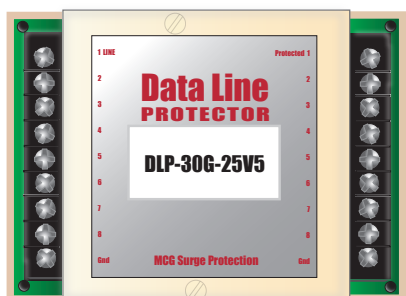 1 LINE Protected 1
2 2
Data Line
3 3
PROTECTOR
4 4
5 DLP-30G-25V5 5
6 6
7 7
8 8
Gnd MCG Surge Protection Gnd